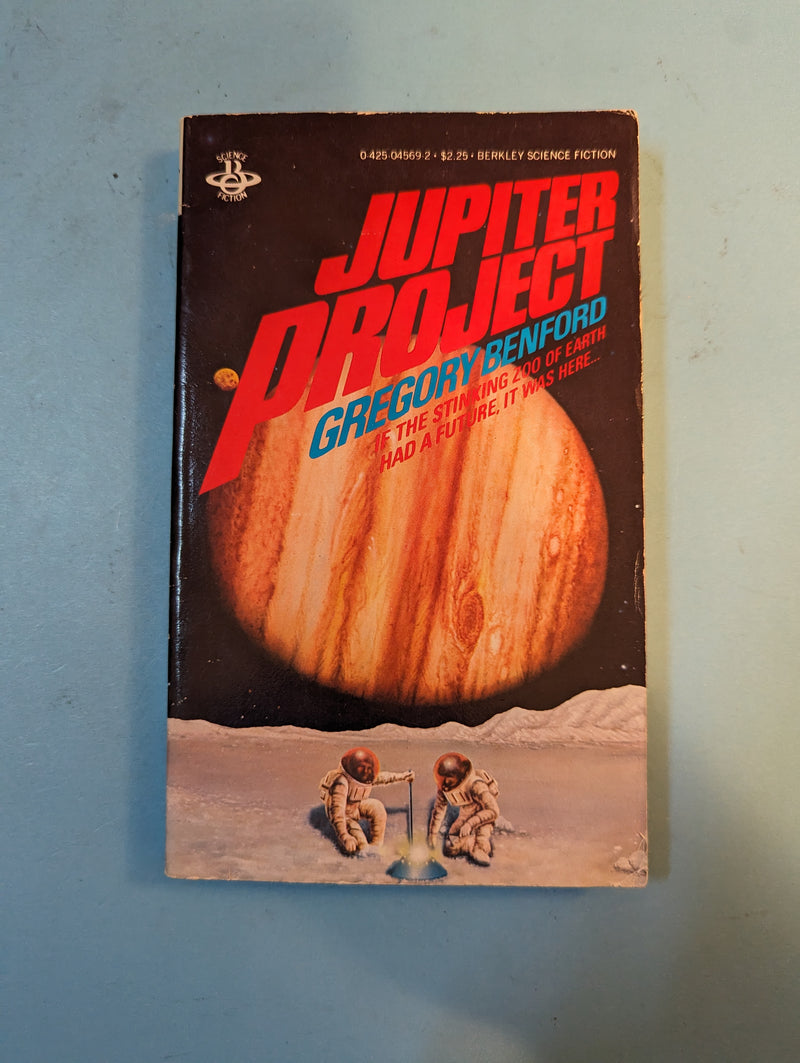 SCIENCE
B
FICTION
0-425-04569-2 • $2.25 • BERKLEY SCIENCE FICTION
JUPITER
PROJECT
GREGORY BENFORD
IF THE STINKING ZOO OF EARTH
HAD A FUTURE, IT WAS HERE...